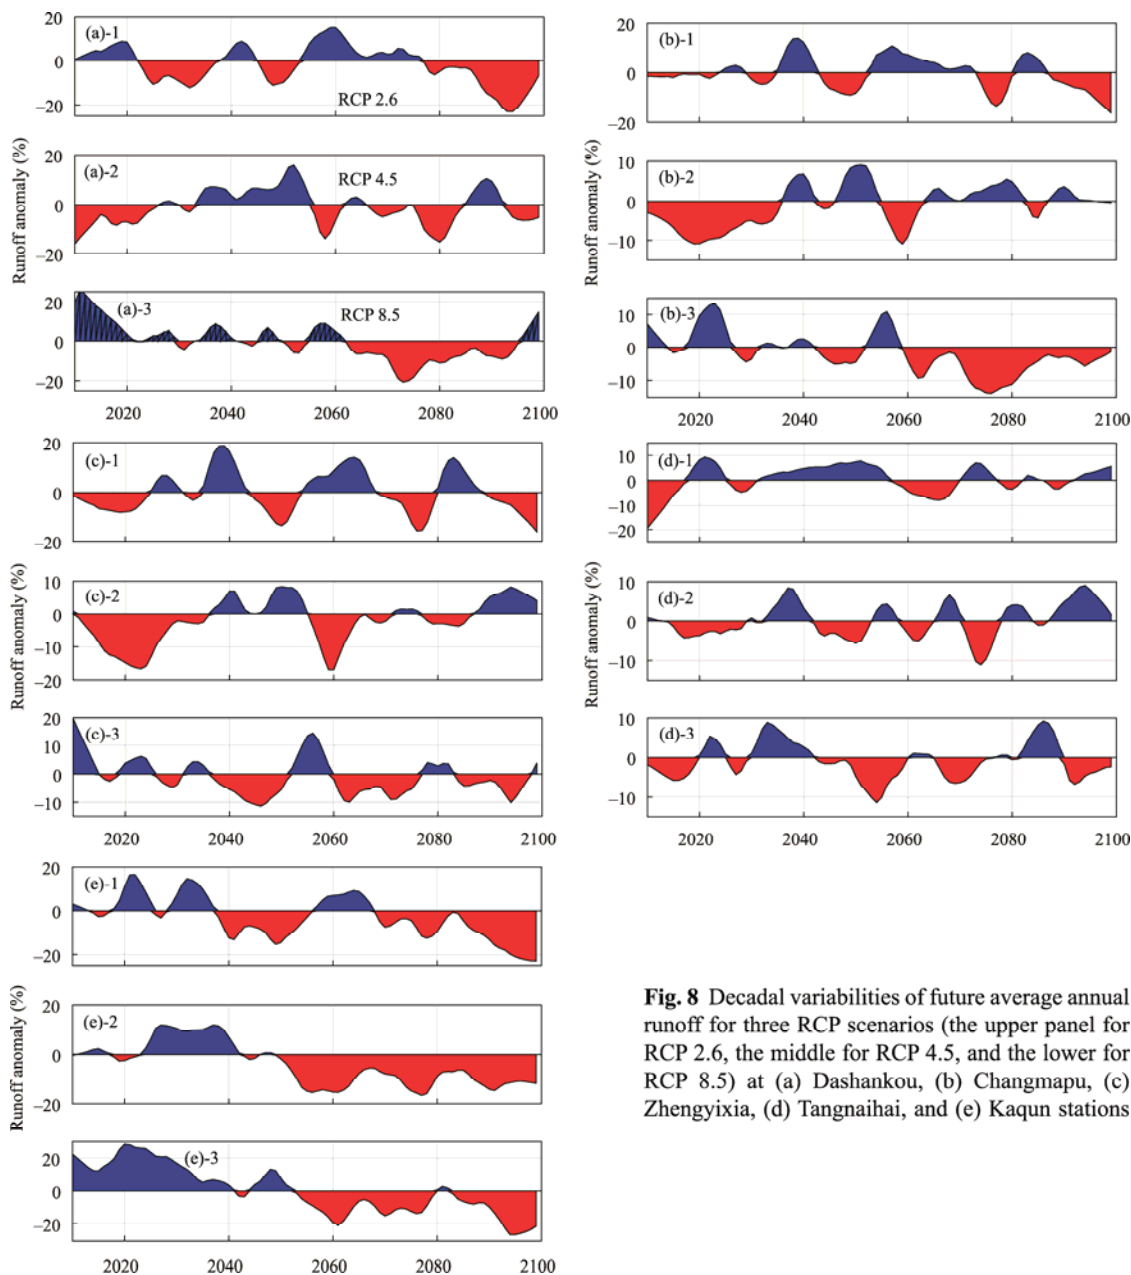 20
(a)-1
0
RCP 2.6
−20
20
(a)-2
RCP 4.5
0
−20
20
(a)-3
RCP 8.5
0
−20
Runoff anomaly (%)
2020 2040 2060 2080 2100
20
(b)-1
0
−20
10
(b)-2
0
−10
10
(b)-3
0
−10
Runoff anomaly (%)
2020 2040 2060 2080 2100
20
(c)-1
0
−20
10
(c)-2
0
−10
−20
20
(c)-3
10
0
−10
Runoff anomaly (%)
2020 2040 2060 2080 2100
10
(d)-1
0
−10
−20
10
(d)-2
0
−10
10
(d)-3
0
−10
Runoff anomaly (%)
2020 2040 2060 2080 2100
20
(e)-1
0
−20
20
(e)-2
0
−20
20
(e)-3
0
−20
Runoff anomaly (%)
2020 2040 2060 2080 2100
Fig. 8 Decadal variabilities of future average annual
runoff for three RCP scenarios (the upper panel for
RCP 2.6, the middle for RCP 4.5, and the lower for
RCP 8.5) at (a) Dashankou, (b) Changmapu, (c)
Zhengyixia, (d) Tangnaihai, and (e) Kaqun stations